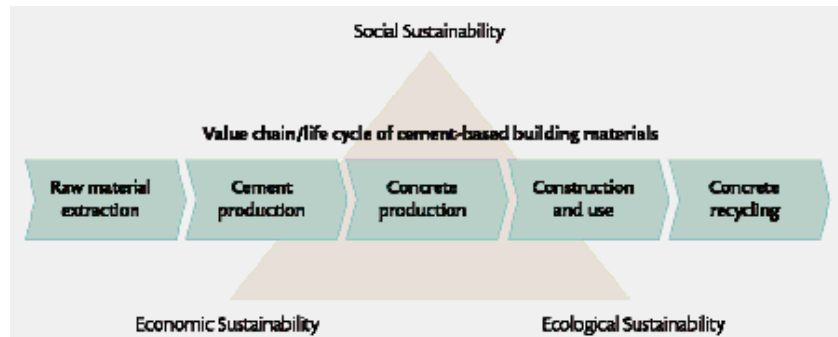 Social Sustainability
Value chain/life cycle of cement-based building materials
Raw material
extraction
Cement
production
Concrete
production
Construction
and use
Concrete
recycling
Economic Sustainability
Ecological Sustainability